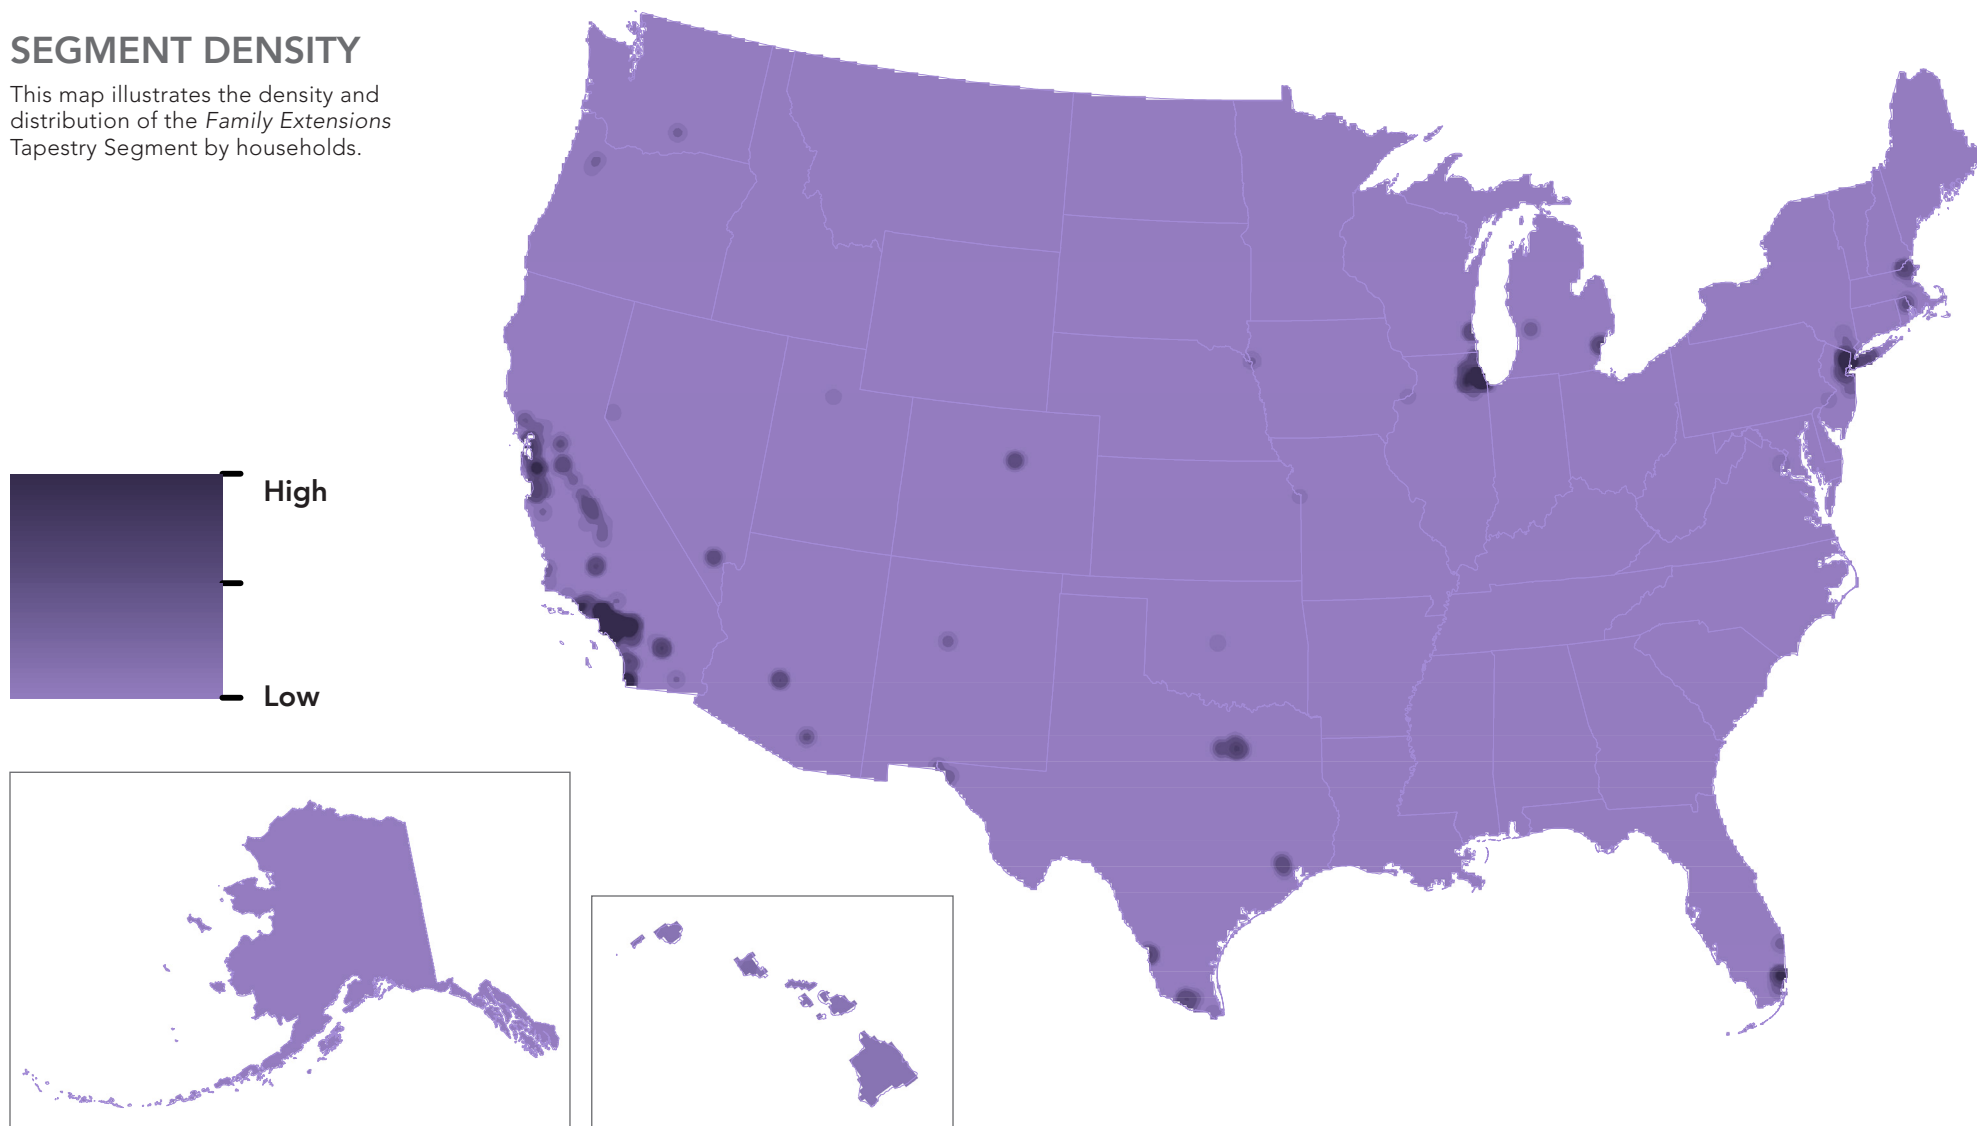 SEGMENT DENSITY
This map illustrates the density and
distribution of the Family Extensions
Tapestry Segment by households.
High
Low